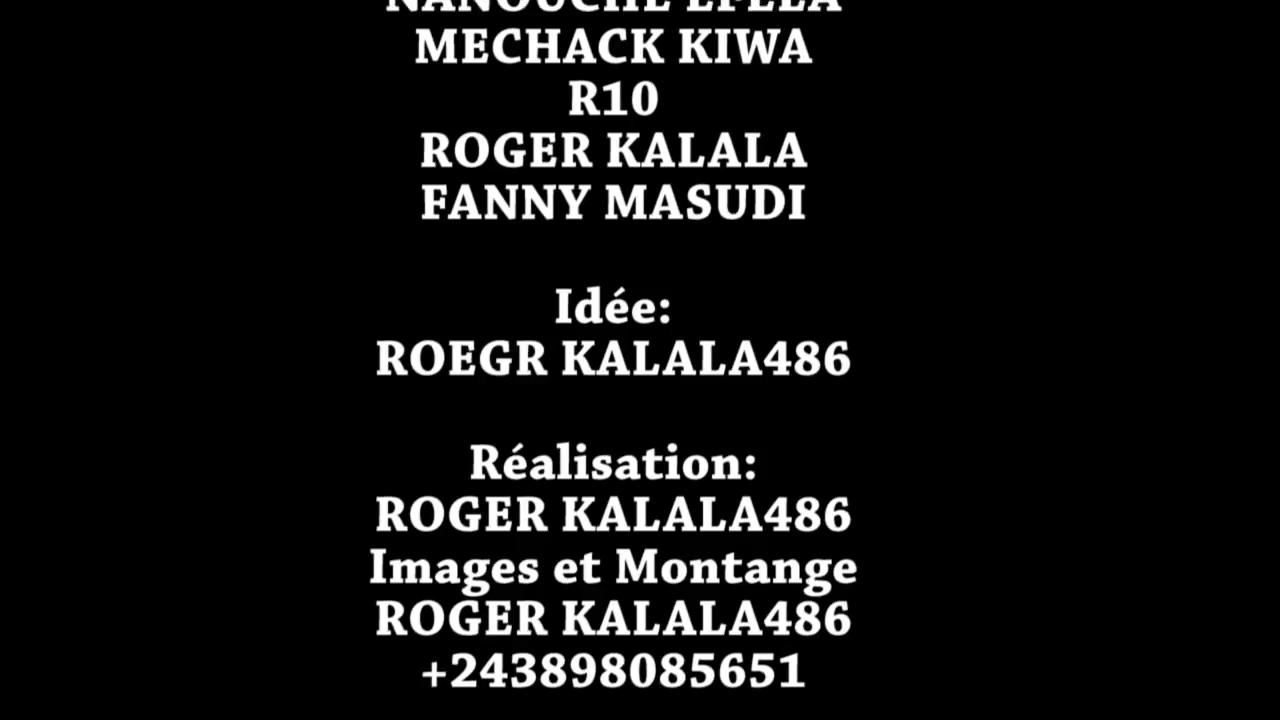 NANOUCHE
MECHACK KIWA
R10
ROGER KALALA
FANNY MASUDI
Idée:
ROEGR KALALA486
Réalisation:
ROGER KALALA486
Images et Montange
ROGER KALALA486
+243898085651